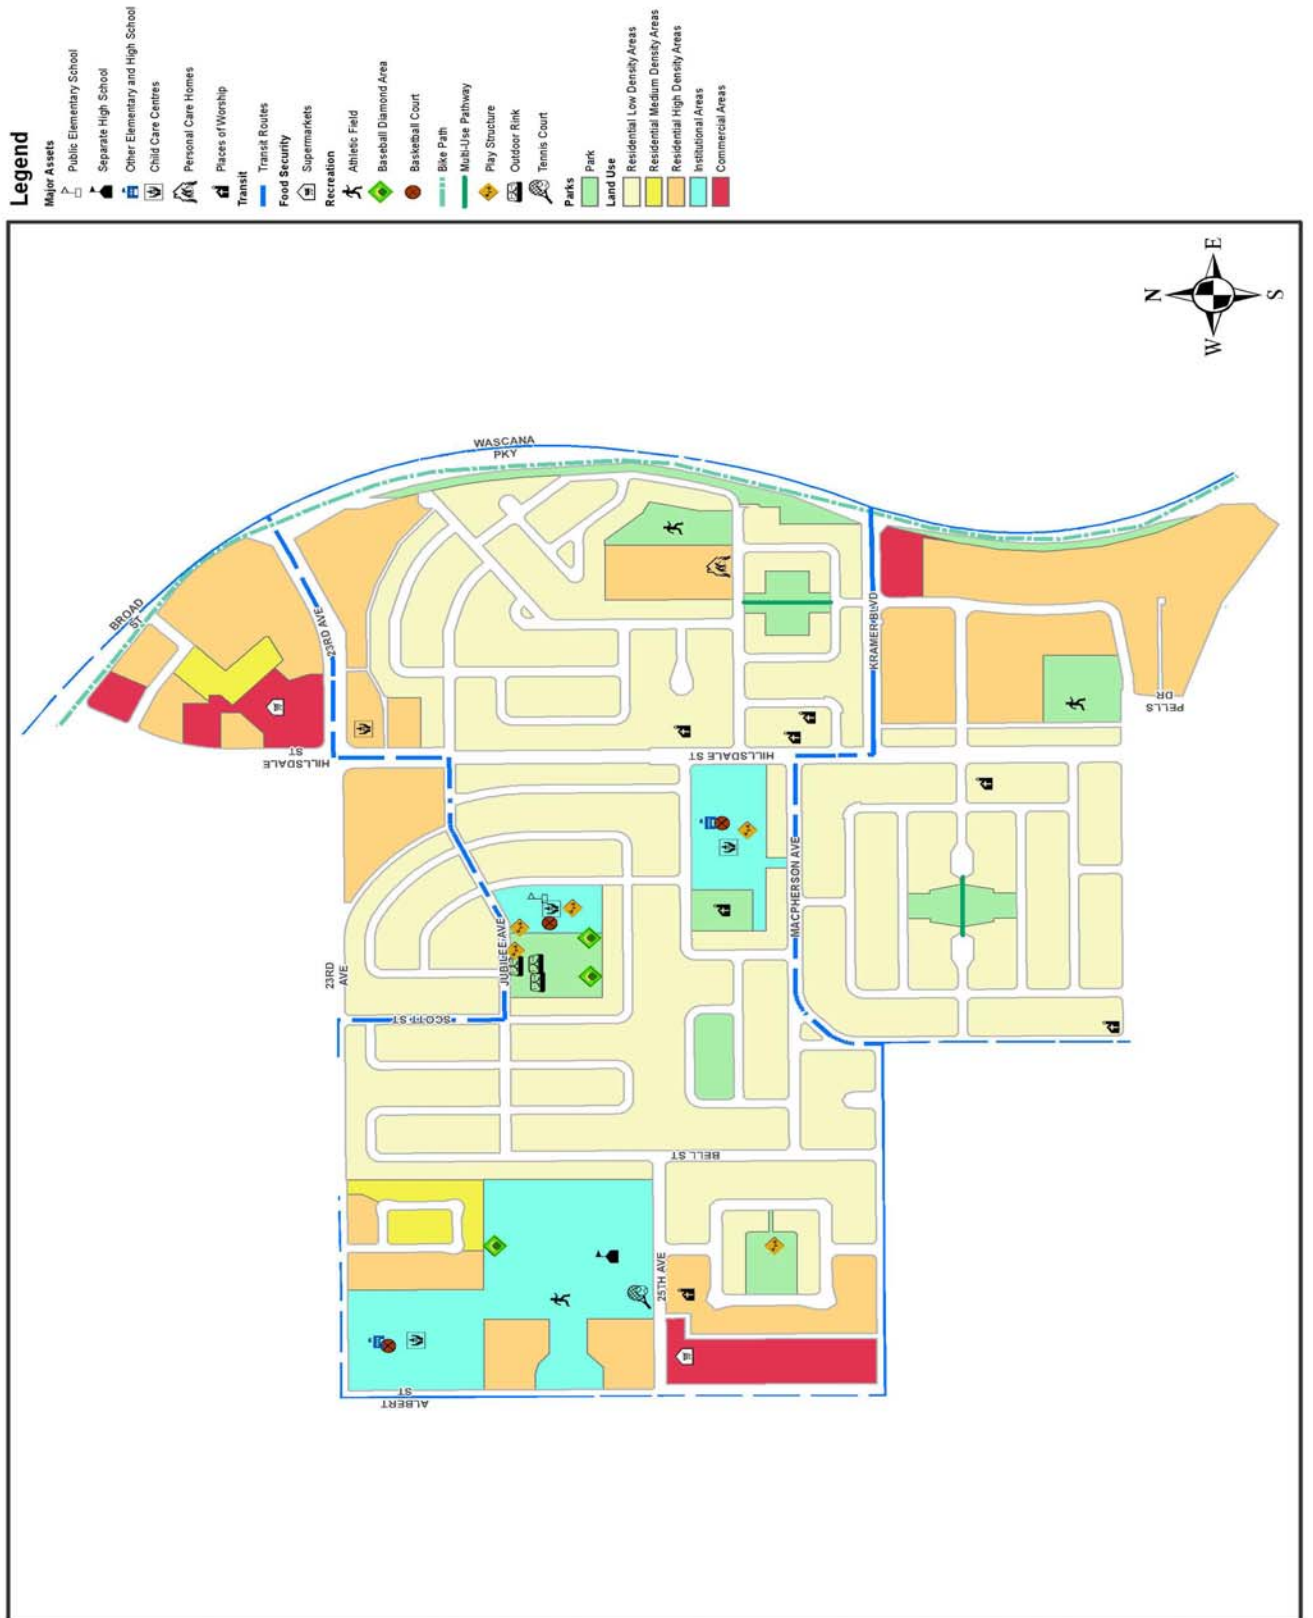 Legend
Major Assets
Public Elementary School
Separate High School
Other Elementary and High School
Child Care Centres
Personal Care Homes
Places of Worship
Transit
Transit Routes
Food Security
Supermarkets
Recreation
Athletic Field
Baseball Diamond Area
Basketball Court
Bike Path
Multi-Use Pathway
Play Structure
Outdoor Rink
Tennis Court
Parks
Park
Land Use
Residential Low Density Areas
Residential Medium Density Areas
Residential High Density Areas
Institutional Areas
Commercial Areas
N
W
E
S
WASCANA
PKY
BROAD
ST
23RD AVE
HILLSDALE
ST
KRAMER BLVD
PELLS
DR
HILLSDALE ST
MACPHERSON AVE
23RD
AVE
JUBILEE AVE
SCOTT ST
BELL ST
25TH AVE
ALBERT
ST